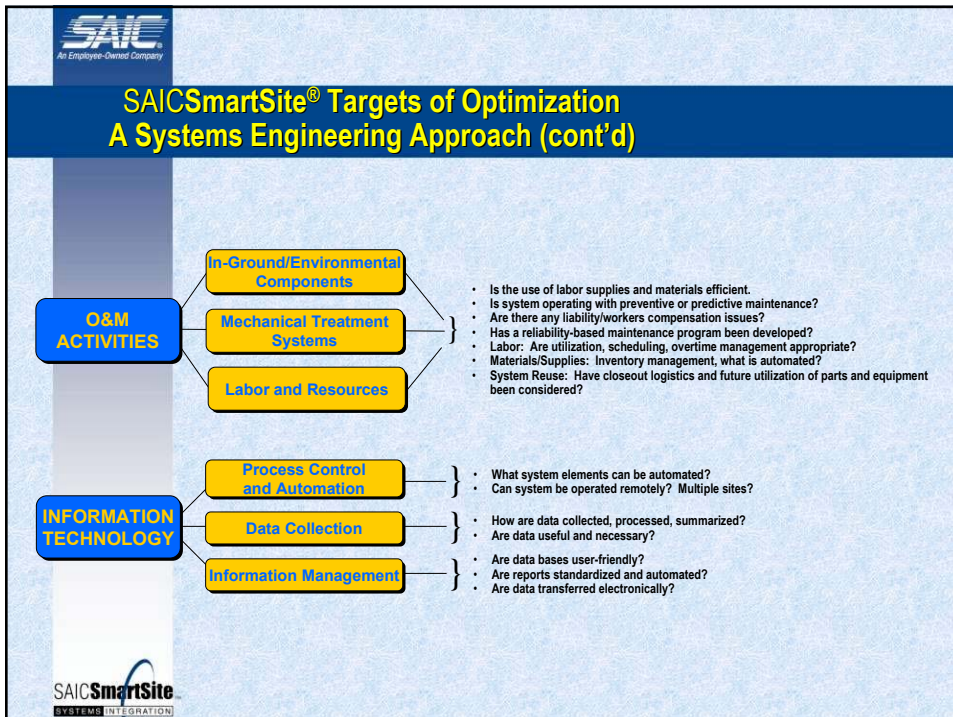 SAIC
An Employee-Owned Company
SAICSmartSite® Targets of Optimization
A Systems Engineering Approach (cont'd)
O&M
ACTIVITIES
In-Ground/Environmental
Components
Mechanical Treatment
Systems
Labor and Resources
}
• Is the use of labor supplies and materials efficient.
• Is system operating with preventive or predictive maintenance?
• Are there any liability/workers compensation issues?
• Has a reliability-based maintenance program been developed?
• Labor: Are utilization, scheduling, overtime management appropriate?
• Materials/Supplies: Inventory management, what is automated?
• System Reuse: Have closeout logistics and future utilization of parts and equipment
been considered?
INFORMATION
TECHNOLOGY
Process Control
and Automation
}
• What system elements can be automated?
• Can system be operated remotely? Multiple sites?
Data Collection
}
• How are data collected, processed, summarized?
• Are data useful and necessary?
Information Management
}
• Are data bases user-friendly?
• Are reports standardized and automated?
• Are data transferred electronically?
SAICSmartSite
SYSTEMS INTEGRATION